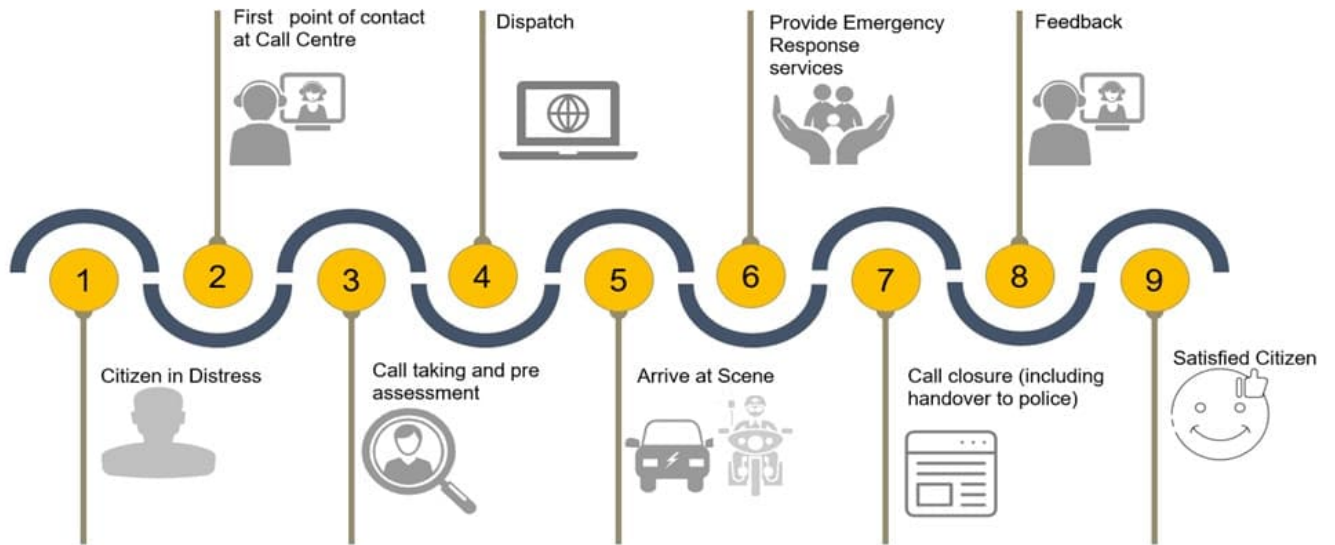 1
Citizen in Distress
2
First point of contact
at Call Centre
3
Call taking and pre
assessment
4
Dispatch
5
Arrive at Scene
6
Provide Emergency
Response
services
7
Call closure (including
handover to police)
8
Feedback
9
Satisfied Citizen